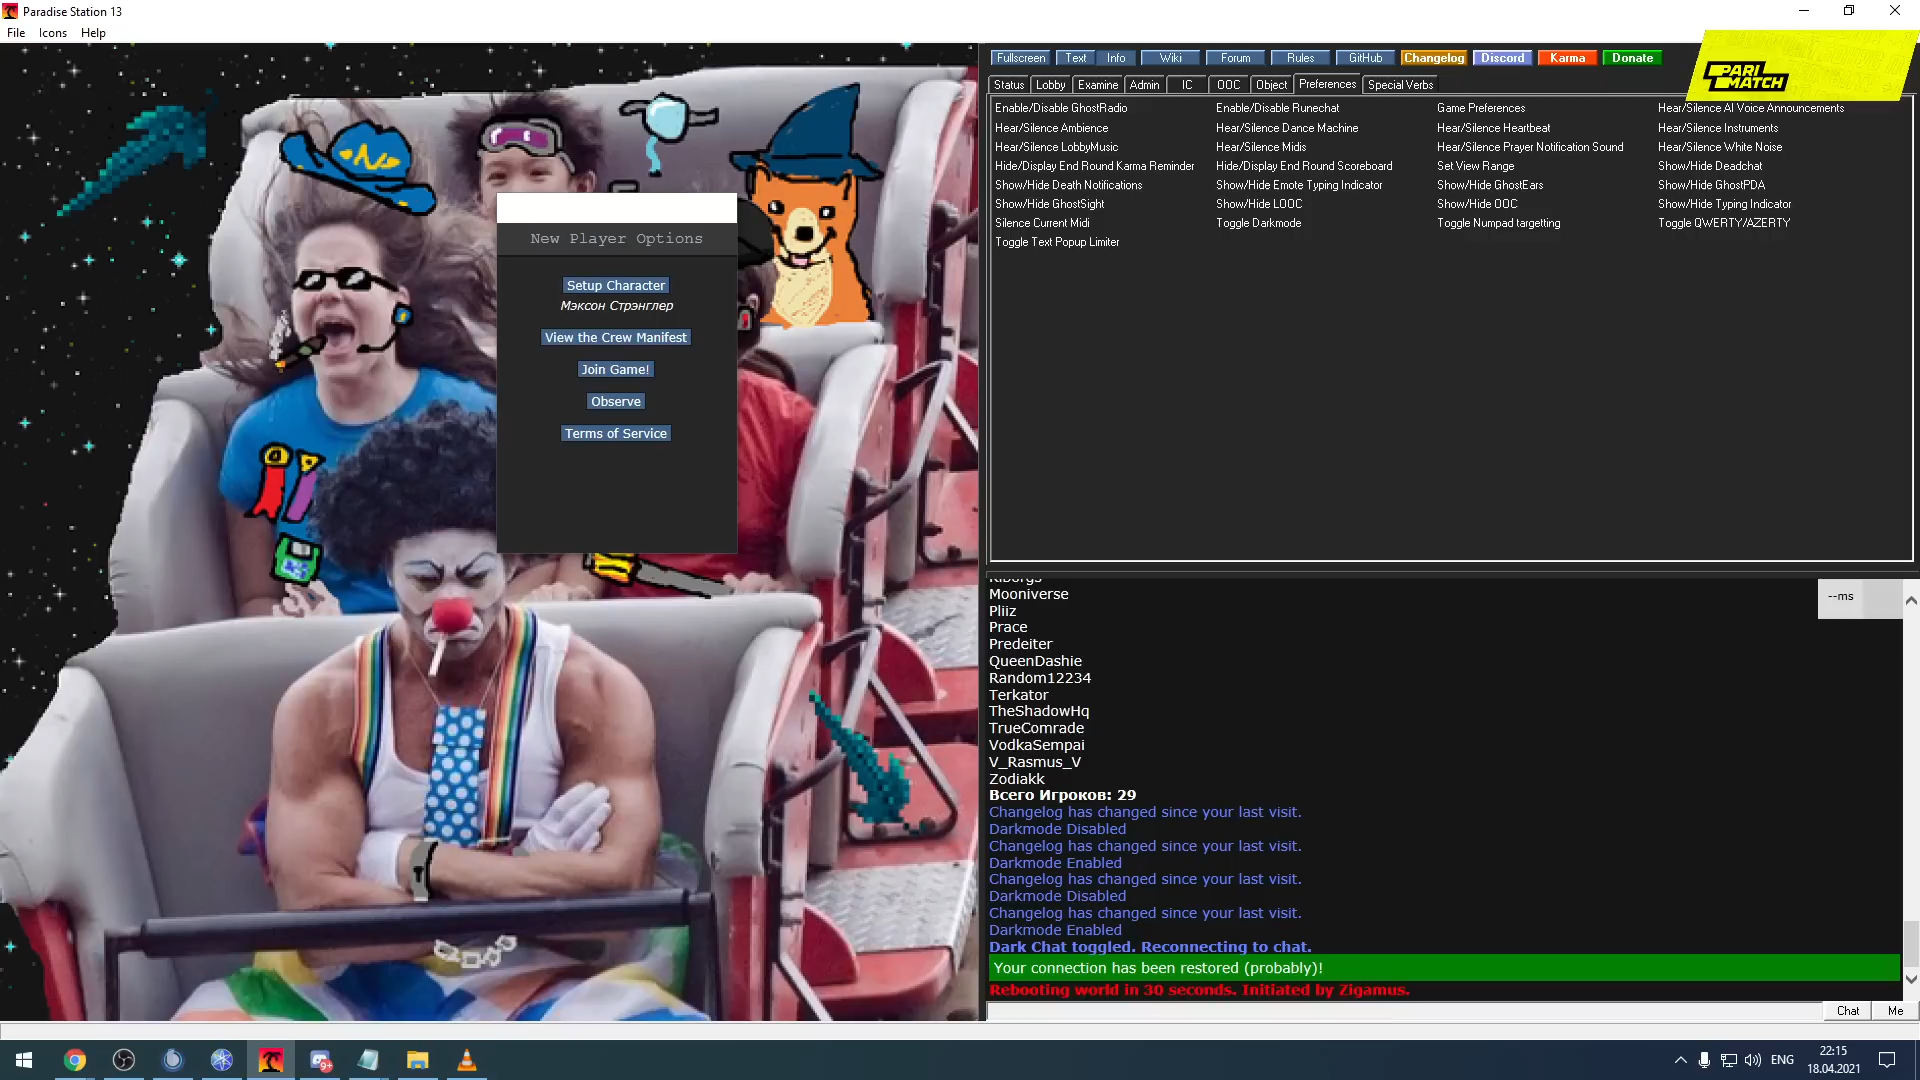 Paradise Station 13
File Icons Help
Fullscreen Text Info Wiki Forum Rules GitHub Changelog Discord Karma Donate
PARI MATCH
Status Lobby Examine Admin IC OOC Object Preferences Special Verbs
Enable/Disable GhostRadio Enable/Disable Runechat Game Preferences Hear/Silence AI Voice Announcements
Hear/Silence Ambience Hear/Silence Dance Machine Hear/Silence Heartbeat Hear/Silence Instruments
Hear/Silence LobbyMusic Hear/Silence Midis Hear/Silence Prayer Notification Sound Hear/Silence White Noise
Hide/Display End Round Karma Reminder Hide/Display End Round Scoreboard Set View Range Show/Hide Deadchat
Show/Hide Death Notifications Show/Hide Emote Typing Indicator Show/Hide GhostEars Show/Hide GhostPDA
Show/Hide GhostSight Show/Hide LOOC Show/Hide OOC Show/Hide Typing Indicator
Silence Current Midi Toggle Darkmode Toggle Numpad targetting Toggle QWERTY/AZERTY
Toggle Text Popup Limiter
New Player Options
Setup Character
Мэксон Стрэнглер
View the Crew Manifest
Join Game!
Observe
Terms of Service
--ms
Mooniverse
Pliiz
Prace
Predeiter
QueenDashie
Random12234
Terkator
TheShadowHq
TrueComrade
VodkaSempai
V_Rasmus_V
Zodiakk
Всего Игроков: 29
Changelog has changed since your last visit.
Darkmode Disabled
Changelog has changed since your last visit.
Darkmode Enabled
Changelog has changed since your last visit.
Darkmode Disabled
Changelog has changed since your last visit.
Darkmode Enabled
Dark Chat toggled. Reconnecting to chat.
Your connection has been restored (probably)!
Rebooting world in 30 seconds. Initiated by Zigamus.
Chat Me
9+
ENG
22:15
18.04.2021